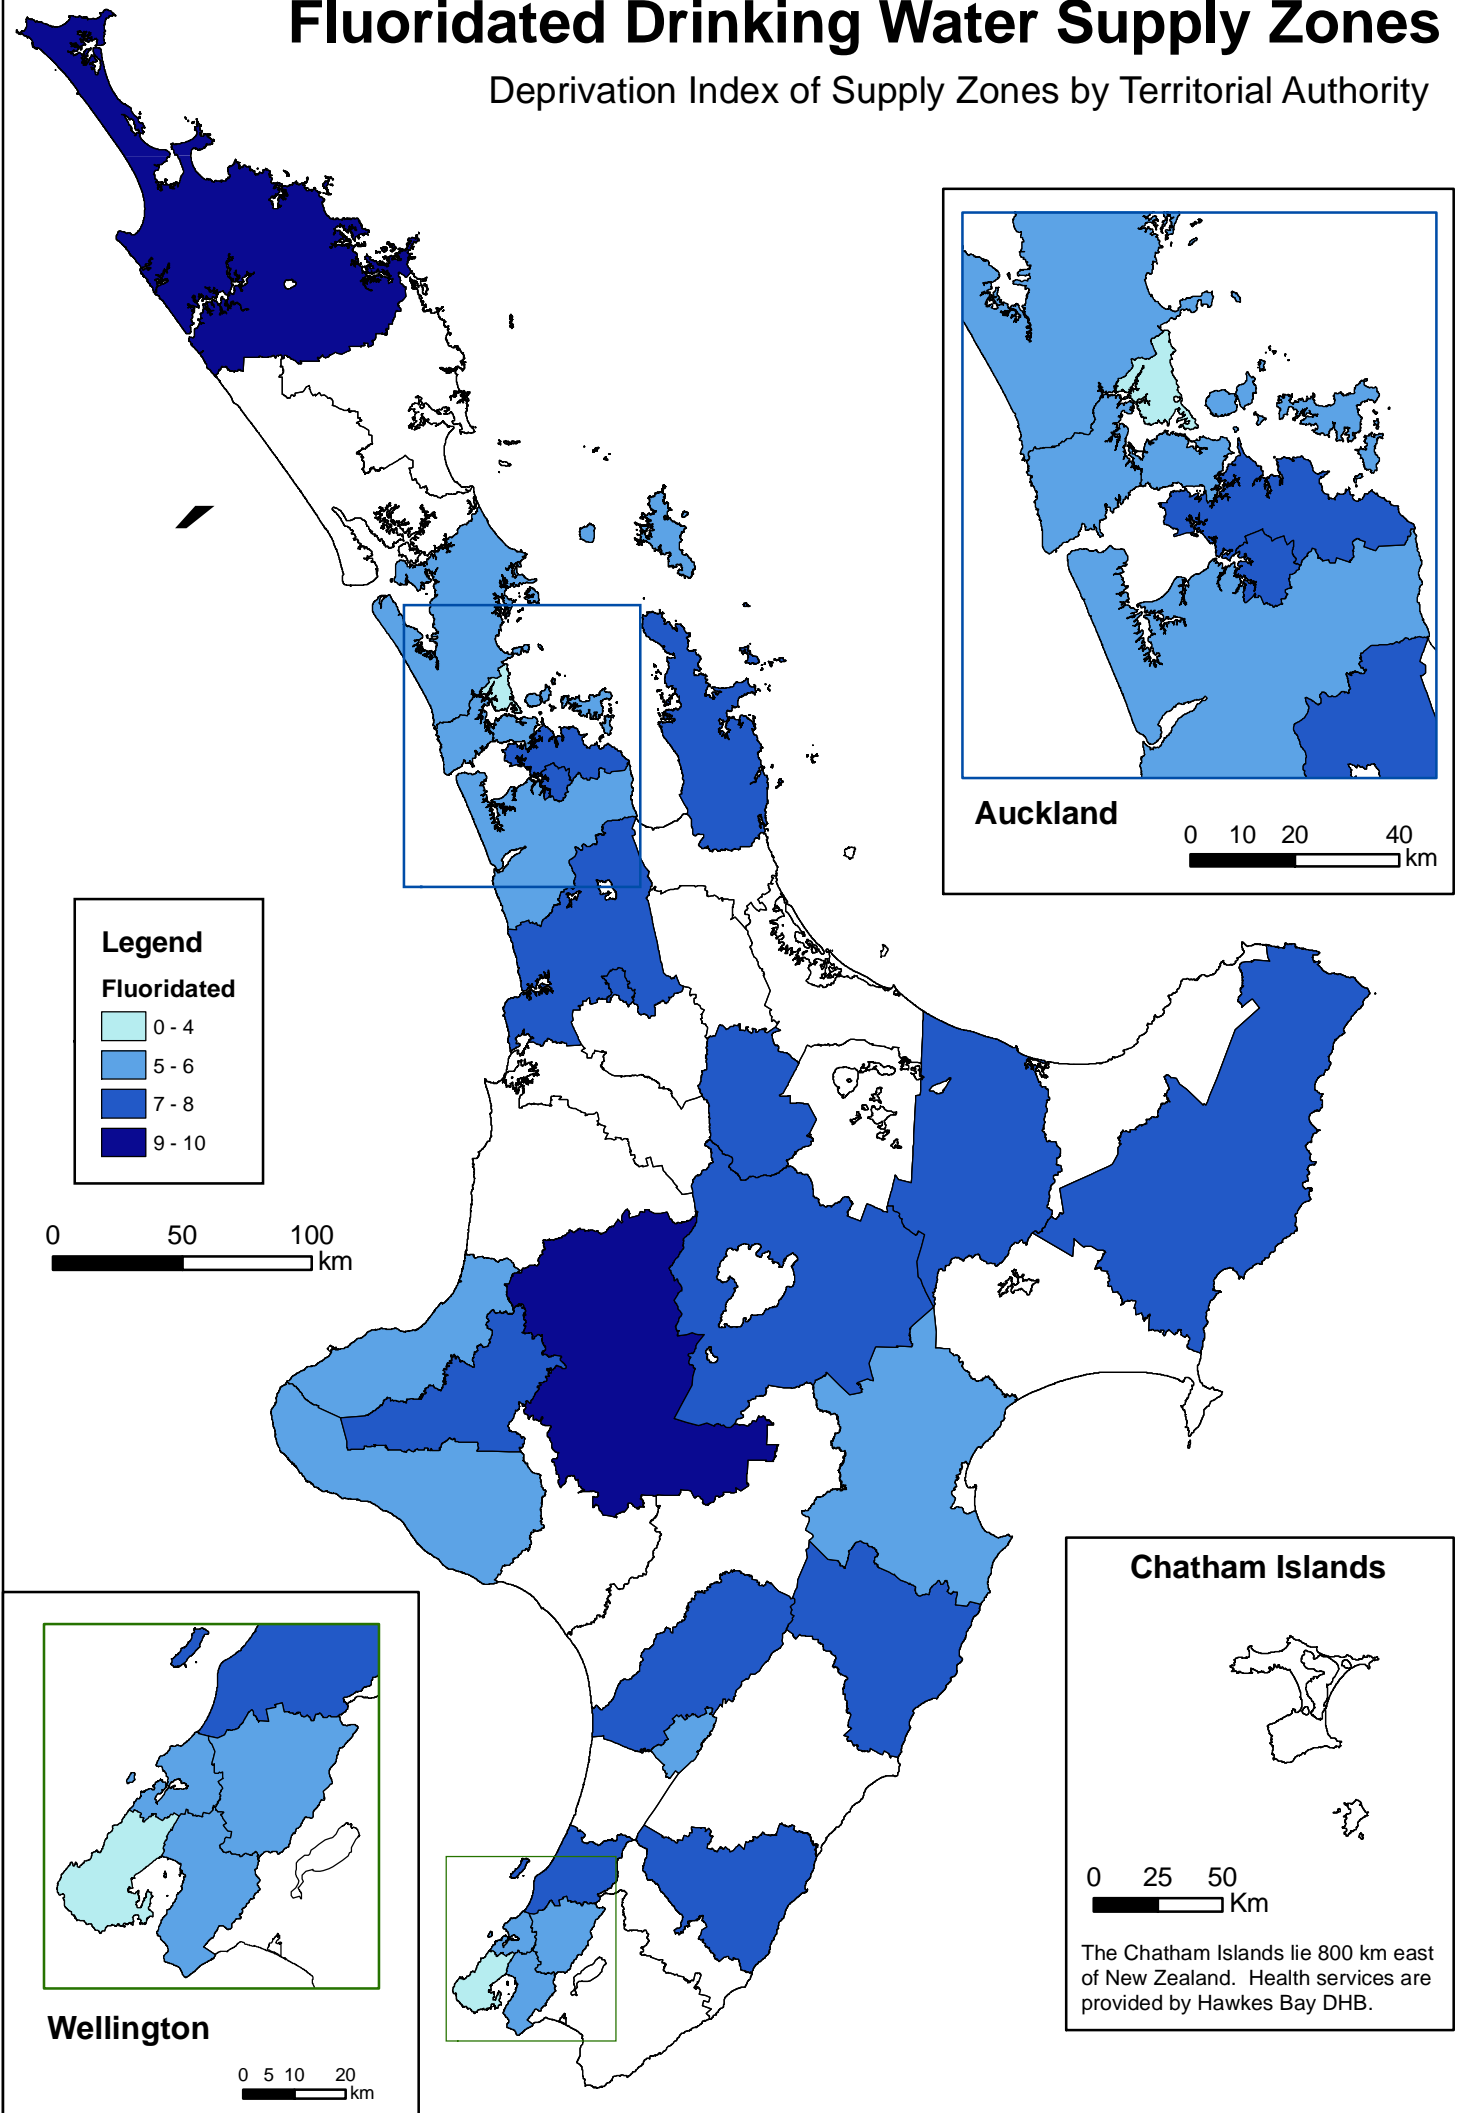 Fluoridated Drinking Water Supply Zones
Deprivation Index of Supply Zones by Territorial Authority
Auckland
0 10 20 40
km
Legend
Fluoridated
0 - 4
5 - 6
7 - 8
9 - 10
0 50 100
km
Chatham Islands
0 25 50
Km
The Chatham Islands lie 800 km east
of New Zealand. Health services are
provided by Hawkes Bay DHB.
Wellington
0 5 10 20
km